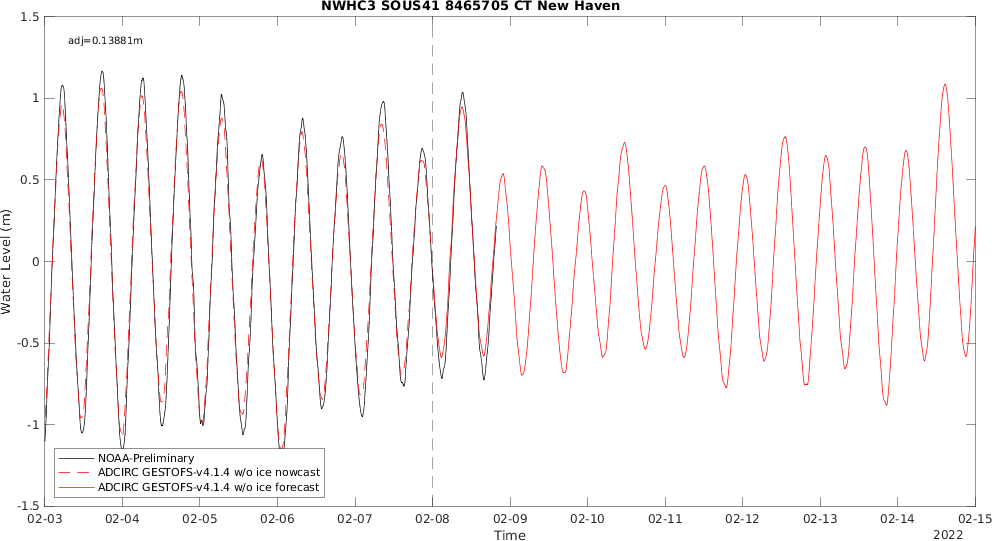 NWHC3 SOUS41 8465705 CT New Haven
adj=0.13881m
1.5
1
0.5
0
-0.5
-1
-1.5
Water Level (m)
NOAA-Preliminary
ADCIRC GESTOFS-v4.1.4 w/o ice nowcast
ADCIRC GESTOFS-v4.1.4 w/o ice forecast
02-03 02-04 02-05 02-06 02-07 02-08 02-09 02-10 02-11 02-12 02-13 02-14 02-15
Time
2022